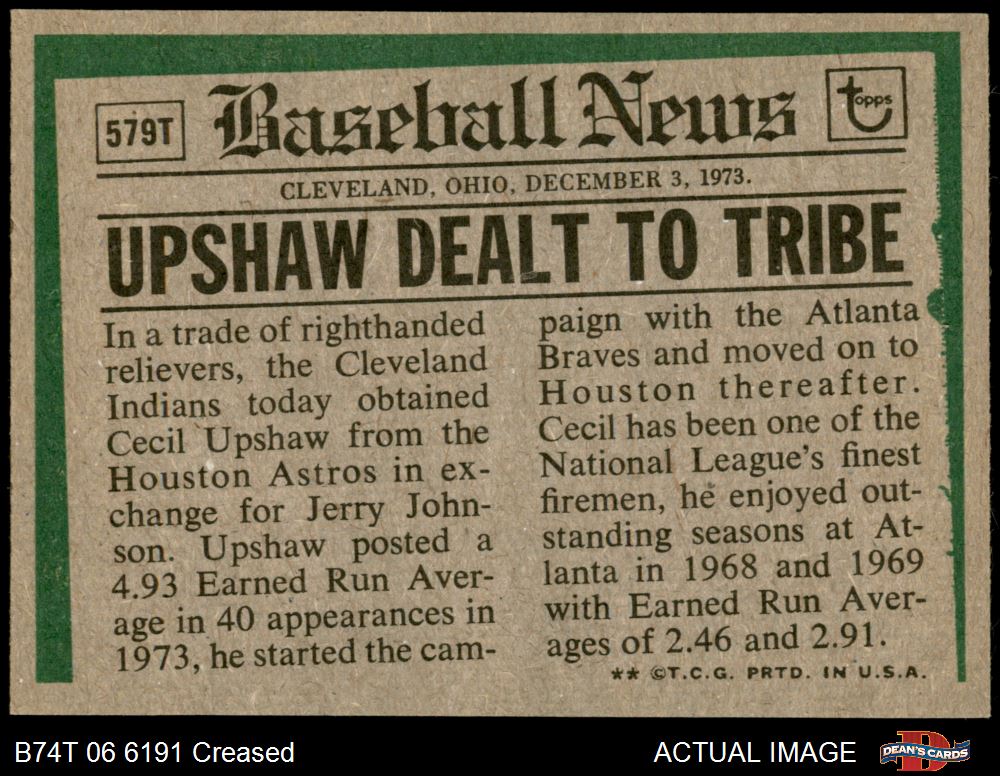 579T
Baseball News
topps
CLEVELAND, OHIO, DECEMBER 3, 1973.
UPSHAW DEALT TO TRIBE
In a trade of righthanded
relievers, the Cleveland
Indians today obtained
Cecil Upshaw from the
Houston Astros in ex-
change for Jerry John-
son. Upshaw posted a
4.93 Earned Run Aver-
age in 40 appearances in
1973, he started the cam-
paign with the Atlanta
Braves and moved on to
Houston thereafter.
Cecil has been one of the
National League's finest
firemen, he enjoyed out-
standing seasons at At-
lanta in 1968 and 1969
with Earned Run Aver-
ages of 2.46 and 2.91.
** ©T.C.G. PRTD. IN U.S.A.
B74T 06 6191 Creased
ACTUAL IMAGE
DEAN'S CARDS